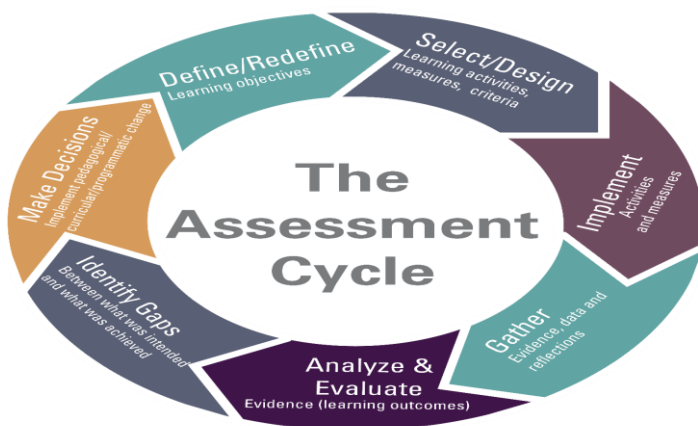 The
Assessment
Cycle
Define/Redefine
Learning objectives
Select/Design
Learning activities,
measures, criteria
Implement
Activities
and measures
Gather
Evidence, data and
reflections
Analyze &
Evaluate
Evidence (learning outcomes)
Identify Gaps
Between what was intended
and what was achieved
Make Decisions
Implement pedagogical/
curricular/programmatic change